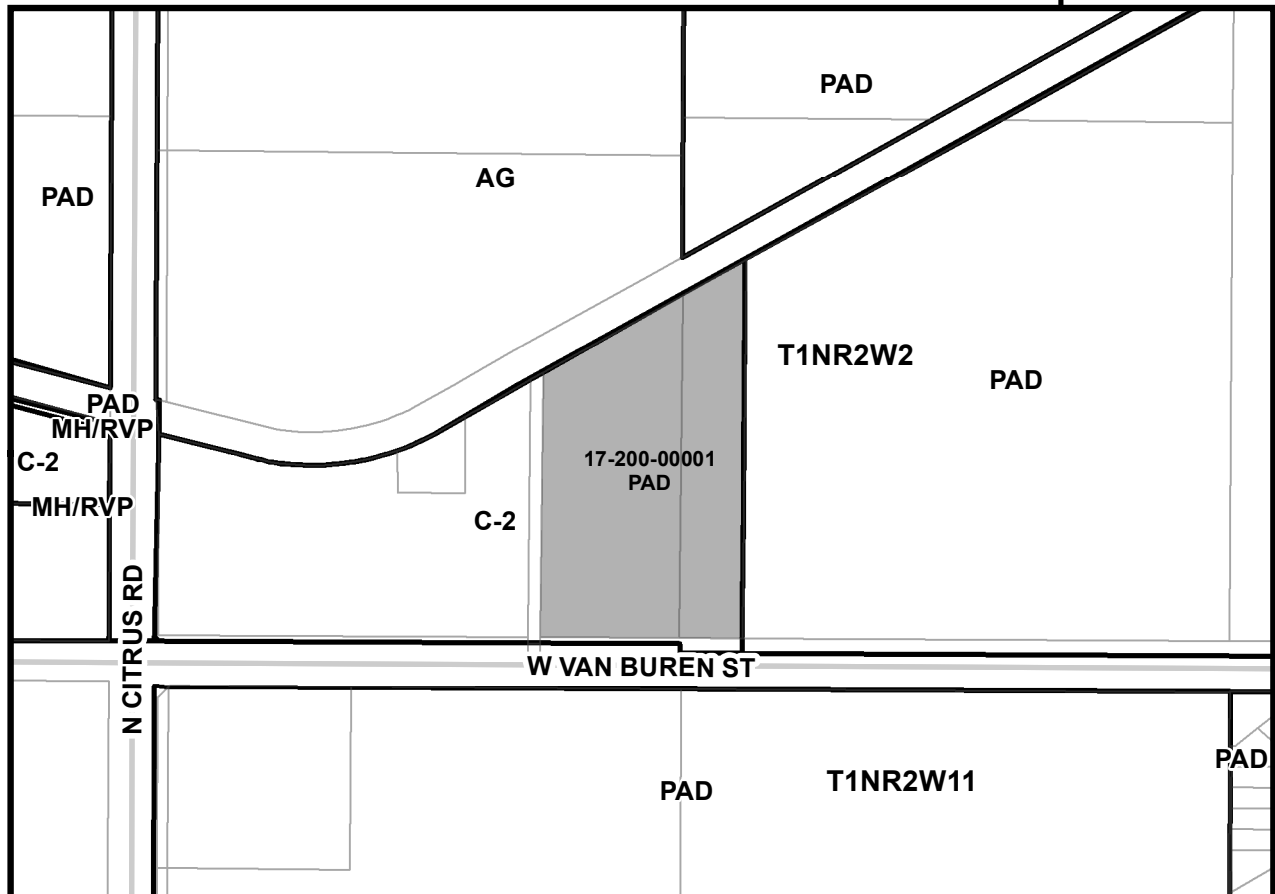 PAD
AG
PAD
T1NR2W2
PAD
PAD
MH/RVP
C-2
17-200-00001
PAD
MH/RVP
C-2
N CITRUS RD
W VAN BUREN ST
PAD
T1NR2W11
PAD